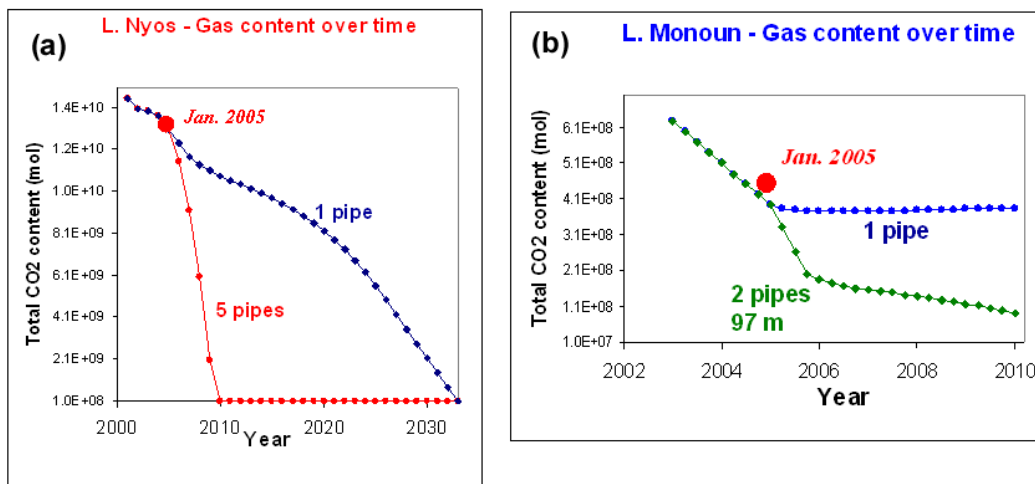 (a)
L. Nyos - Gas content over time
Total CO2 content (mol)
1.4E+10
1.2E+10
1.0E+10
8.1E+09
6.1E+09
4.1E+09
2.1E+09
1.0E+08
Jan. 2005
1 pipe
5 pipes
2000
2010
2020
2030
Year
(b)
L. Monoun - Gas content over time
Total CO2 content (mol)
6.1E+08
5.1E+08
4.1E+08
3.1E+08
2.1E+08
1.1E+08
1.0E+07
Jan. 2005
1 pipe
2 pipes
97 m
2002
2004
2006
2008
2010
Year